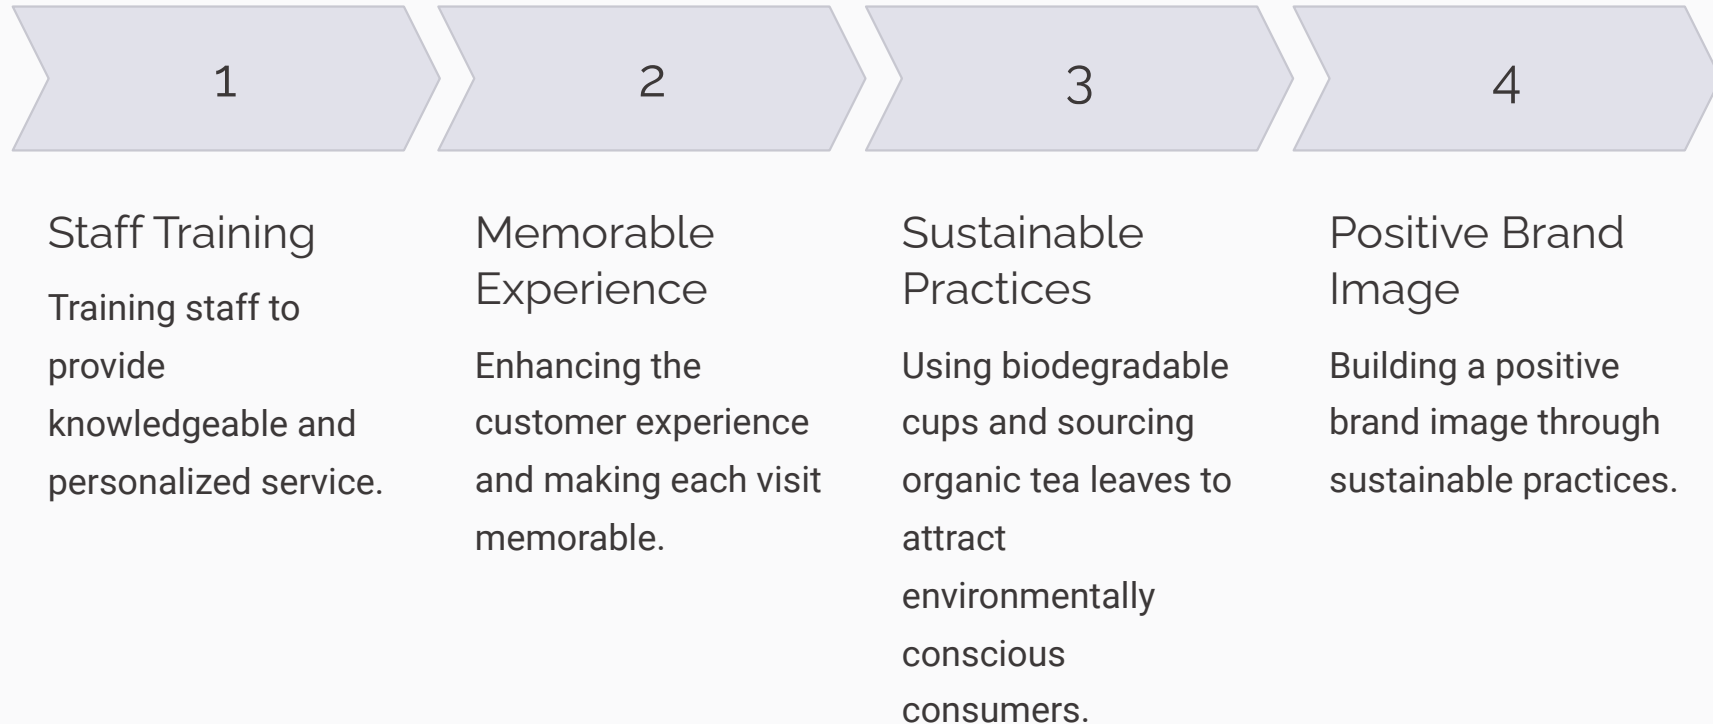 1
2
3
4
Staff Training
Training staff to
provide
knowledgeable and
personalized service.
Memorable
Experience
Enhancing the
customer experience
and making each visit
memorable.
Sustainable
Practices
Using biodegradable
cups and sourcing
organic tea leaves to
attract
environmentally
conscious
consumers.
Positive Brand
Image
Building a positive
brand image through
sustainable practices.